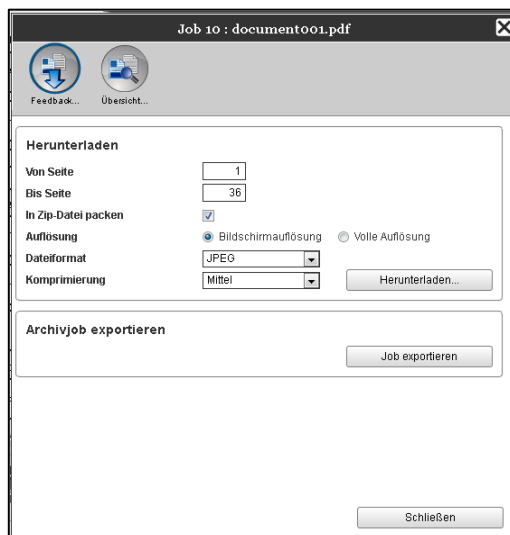 Job 10 : document001.pdf
Feedback... Übersicht...
Herunterladen
Von Seite 1
Bis Seite 36
In Zip-Datei packen
Auflösung Bildschirmauflösung Volle Auflösung
Dateiformat JPEG
Komprimierung Mittel Herunterladen...
Archivjob exportieren
Job exportieren
Schließen